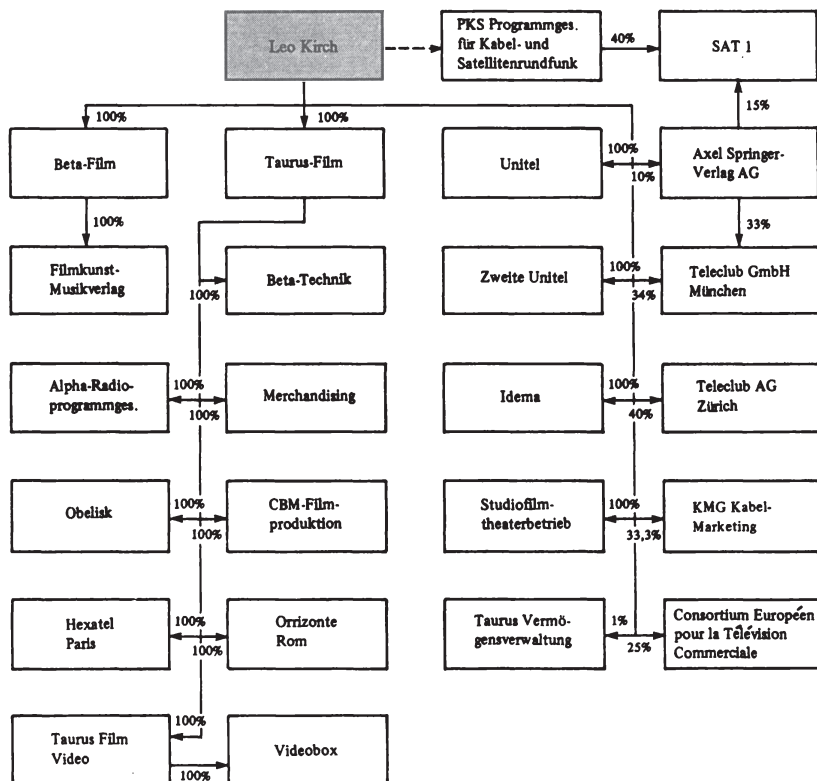 Leo Kirch
PKS Programmges.
für Kabel- und
Satellitenrundfunk
40%
SAT 1
100%
100%
15%
Beta-Film
Taurus-Film
Unitel
100%
10%
Axel Springer-
Verlag AG
100%
33%
Filmkunst-
Musikverlag
100%
Beta-Technik
Zweite Unitel
100%
34%
Teleclub GmbH
München
Alpha-Radio-
programmges.
100%
100%
Merchandising
Idema
100%
40%
Teleclub AG
Zürich
Obelisk
100%
100%
CBM-Film-
produktion
Studiofilm-
theaterbetrieb
100%
33,3%
KMG Kabel-
Marketing
Hexatel
Paris
100%
100%
Orrizonte
Rom
Taurus Vermö-
gensverwaltung
1%
25%
Consortium Européen
pour la Télévision
Commerciale
Taurus Film
Video
100%
100%
Videobox